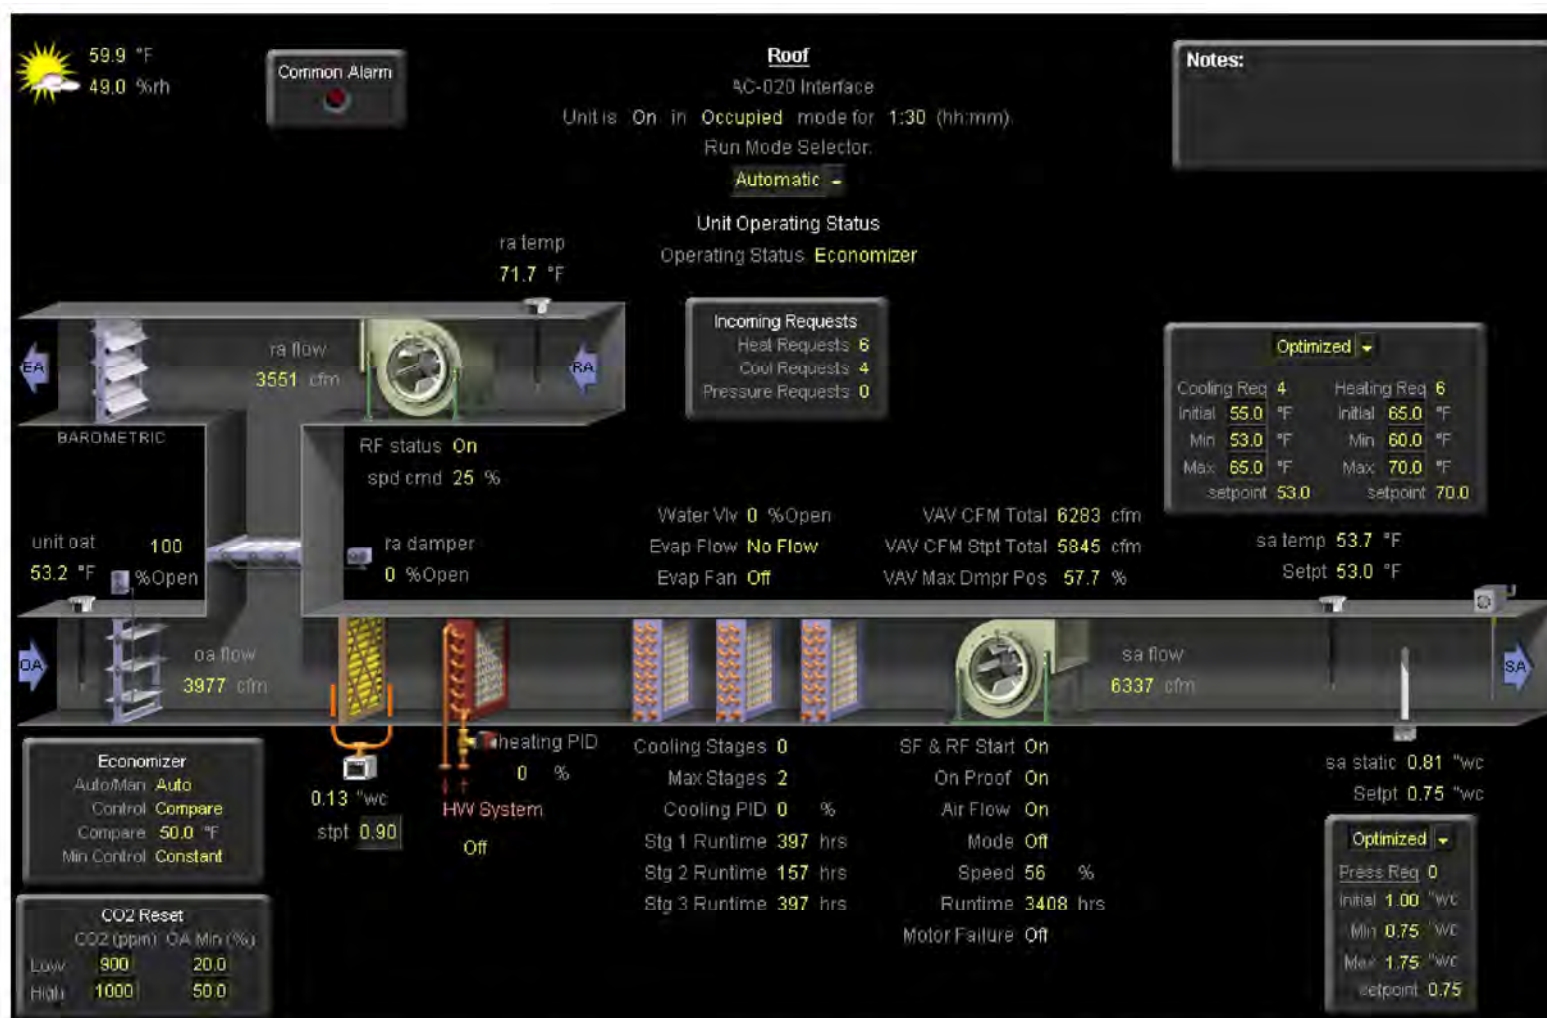 59.9 °F
49.0 %rh
Common Alarm
Roof
AC-020 Interface
Unit is On in Occupied mode for 1:30 (hh:mm)
Run Mode Selector:
Automatic
Notes:
Unit Operating Status
Operating Status Economizer
ra temp
71.7 °F
Incoming Requests
Heat Requests 6
Cool Requests 4
Pressure Requests 0
EA
ra flow
3551 cfm
RA
BAROMETRIC
RF status On
spd cmd 25 %
Optimized
Cooling Req 4 Heating Req 6
Initial 55.0 °F Initial 65.0 °F
Min 53.0 °F Min 60.0 °F
Max 65.0 °F Max 70.0 °F
setpoint 53.0 setpoint 70.0
unit oat
53.2 °F
100
%Open
ra damper
0 %Open
Water Vlv 0 %Open
Evap Flow No Flow
Evap Fan Off
VAV CFM Total 6283 cfm
VAV CFM Stpt Total 5845 cfm
VAV Max Dmpr Pos 57.7 %
sa temp 53.7 °F
Setpt 53.0 °F
OA
oa flow
3977 cfm
sa flow
6337 cfm
SA
Economizer
Auto/Man Auto
Control Compare
Compare 50.0 °F
Min Control Constant
0.13 "wc
stpt 0.90
heating PID
0 %
HW System
Off
Cooling Stages 0
Max Stages 2
Cooling PID 0 %
Stg 1 Runtime 397 hrs
Stg 2 Runtime 157 hrs
Stg 3 Runtime 397 hrs
SF & RF Start On
On Proof On
Air Flow On
Mode Off
Speed 56 %
Runtime 3408 hrs
Motor Failure Off
sa static 0.81 "wc
Setpt 0.75 "wc
Optimized
Press Req 0
Initial 1.00 "wc
Min 0.75 "wc
Max 1.75 "wc
setpoint 0.75
CO2 Reset
CO2 (ppm) OA Min (%)
Low 900 20.0
High 1000 50.0